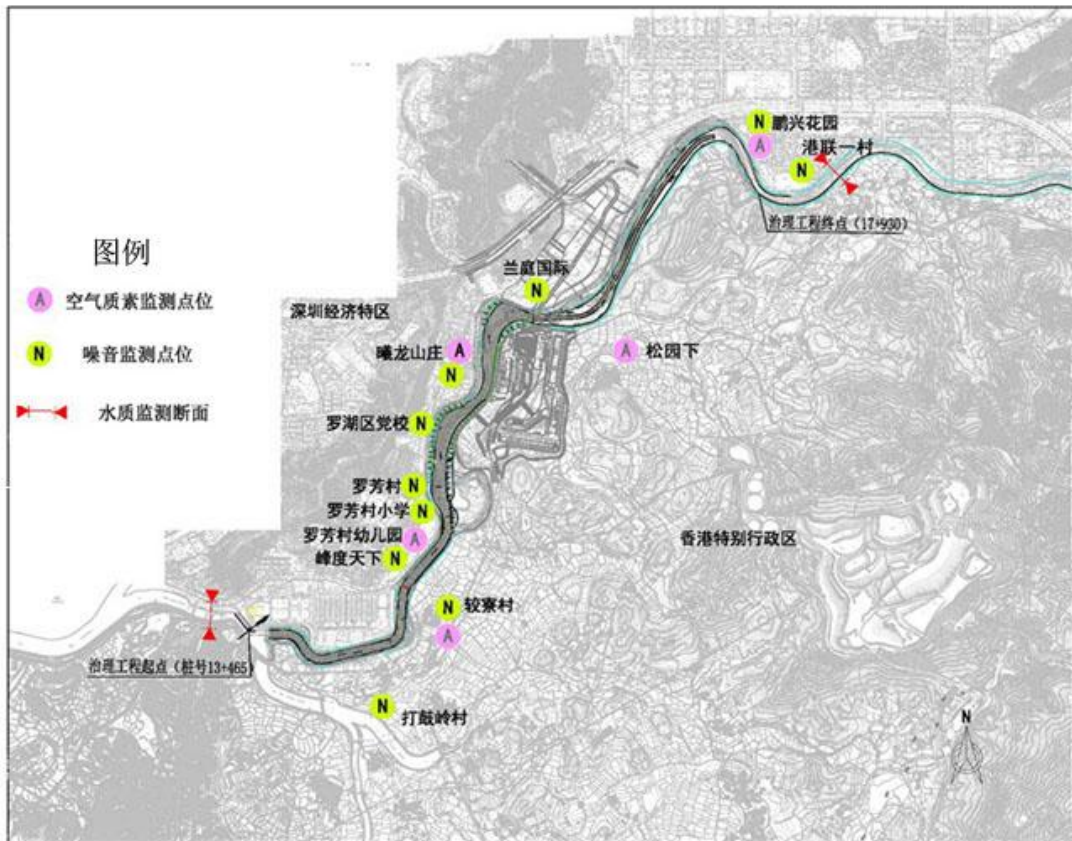 N
鹏兴花园
A
港联一村
N
治理工程终点（17+930）
图例
A
空气质素监测点位
N
噪音监测点位
水质监测断面
兰庭国际
N
深圳经济特区
曦龙山庄
A
N
A
松园下
罗湖区党校
N
罗芳村
N
罗芳村小学
N
罗芳村幼儿园
A
峰度天下
N
香港特别行政区
N
较寮村
A
治理工程起点（桩号13+465）
N
打鼓岭村
N